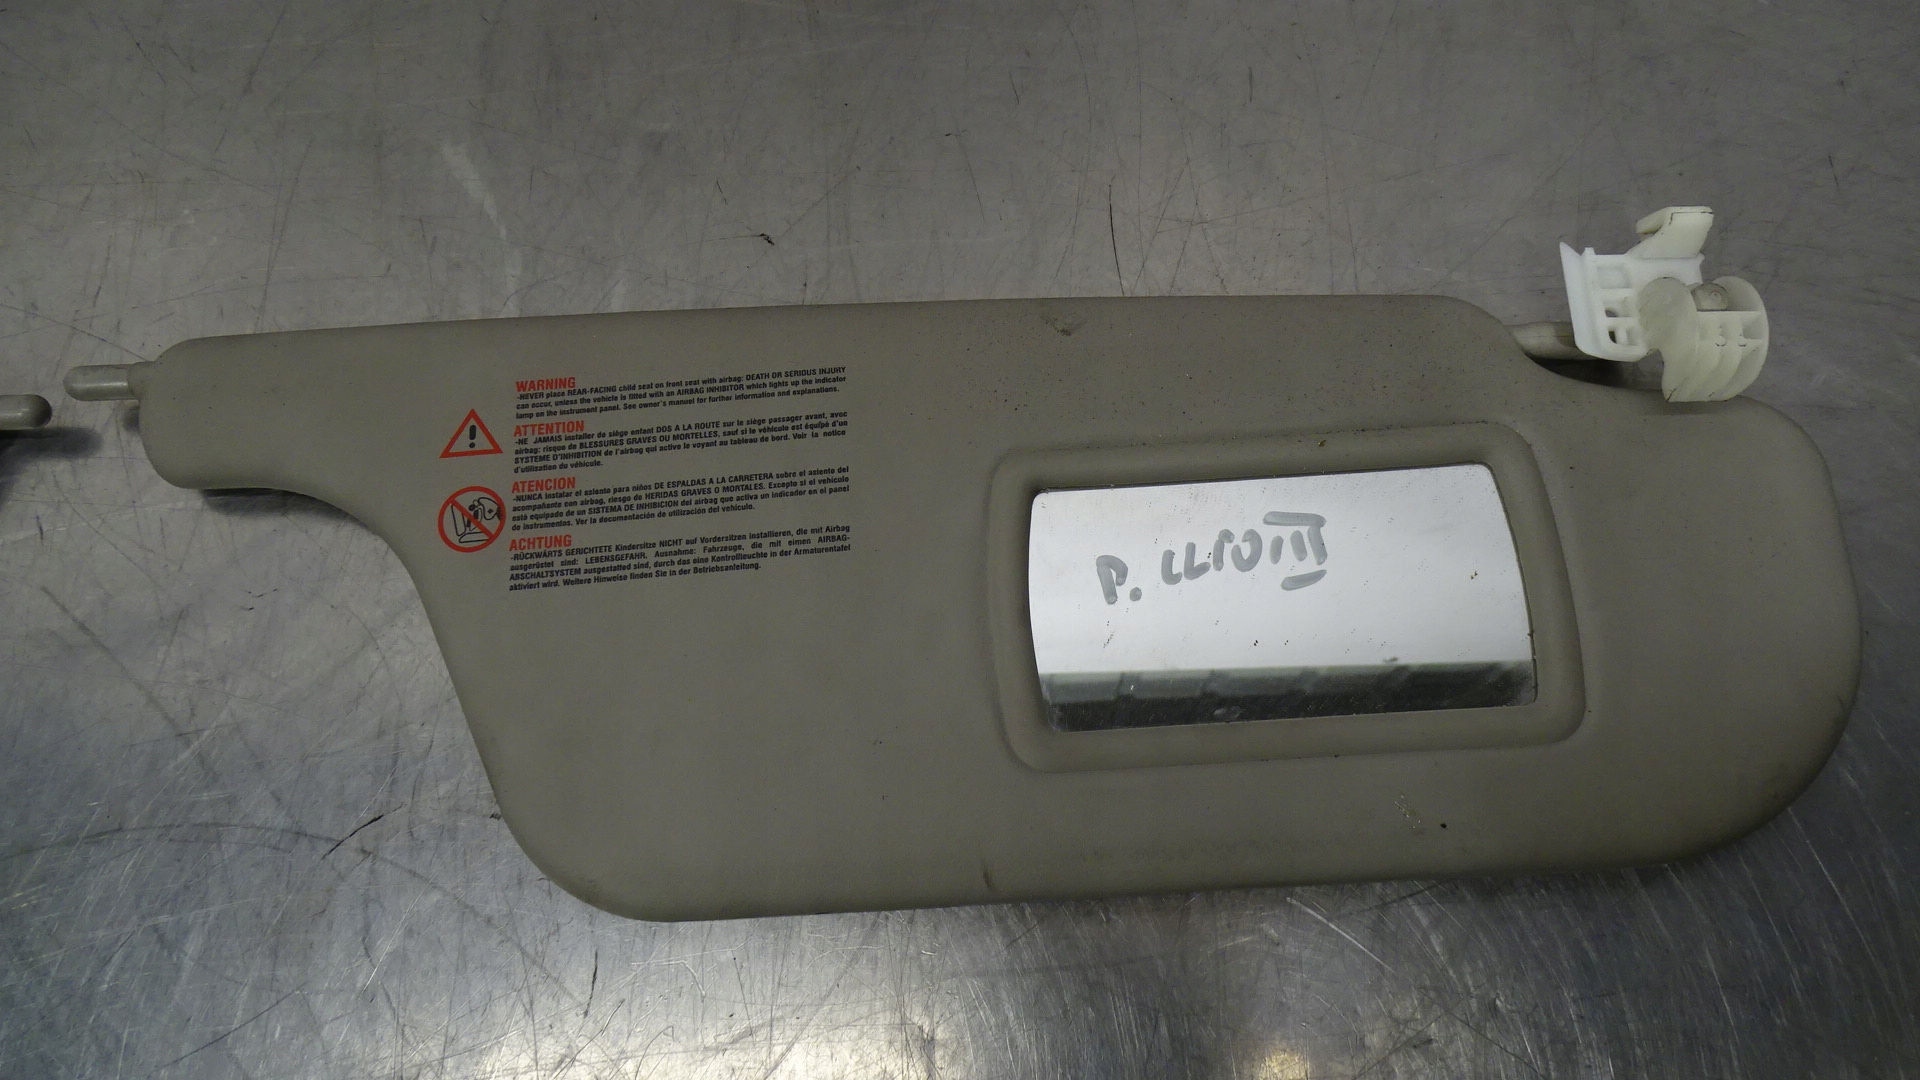 WARNING
-NEVER place REAR-FACING child seat on front seat with airbag: DEATH OR SERIOUS INJURY
can occur, unless the vehicle is fitted with an AIRBAG INHIBITOR which lights up the indicator
lamp on the instrument panel. See owner's manuel for further information and explanations.
ATTENTION
-NE JAMAIS installer de siège enfant DOS A LA ROUTE sur le siège passager avant, avec
airbag: risque de BLESSURES GRAVES OU MORTELLES, sauf si le véhicule est équipé d'un
SYSTEME D'INHIBITION de l'airbag qui active le voyant au tableau de bord. Voir la notice
d'utilisation du véhicule.
ATENCION
-NUNCA instalar el asiento para niños DE ESPALDAS A LA CARRETERA sobre el asiento del
acompañante con airbag, riesgo de HERIDAS GRAVES O MORTALES. Excepto si el vehículo
está equipado de un SISTEMA DE INHIBICION del airbag que activa un indicador en el panel
de instrumentos. Ver la documentación de utilización del vehículo.
ACHTUNG
-RÜCKWÄRTS GERICHTETE Kindersitze NICHT auf Vordersitzen installieren, die mit Airbag
ausgerüstet sind: LEBENSGEFAHR. Ausnahme: Fahrzeuge, die mit einem AIRBAG-
ABSCHALTSYSTEM ausgestatted sind, durch das eine Kontrolleuchte in der Armaturentafel
aktiviert wird. Weitere Hinweise finden Sie in der Betriebsanleitung.
P.